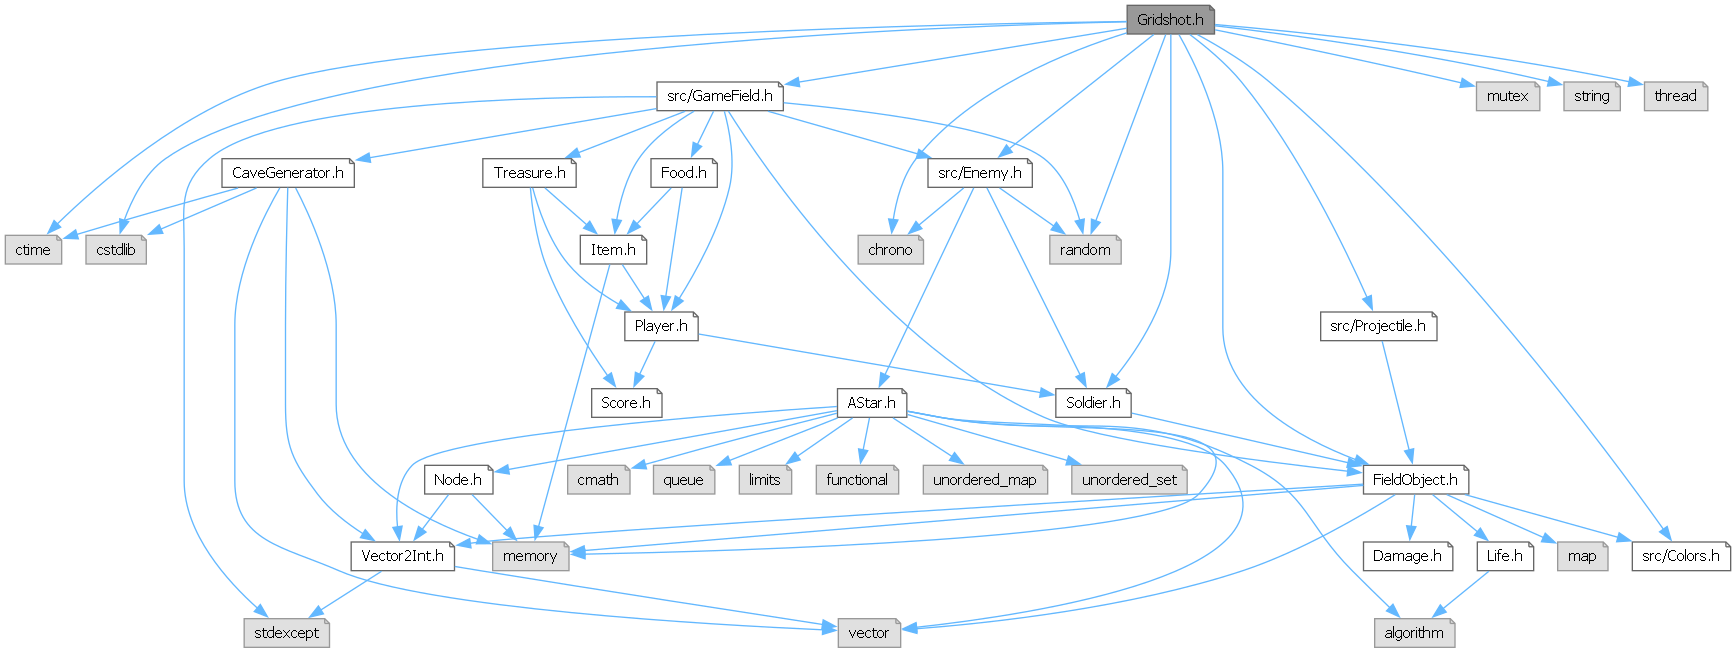 Gridshot.h
src/GameField.h
mutex
string
thread
CaveGenerator.h
Treasure.h
Food.h
src/Enemy.h
ctime
cstdlib
Item.h
chrono
random
Player.h
src/Projectile.h
Score.h
AStar.h
Soldier.h
Node.h
cmath
queue
limits
functional
unordered_map
unordered_set
FieldObject.h
Vector2Int.h
memory
Damage.h
Life.h
map
src/Colors.h
stdexcept
vector
algorithm